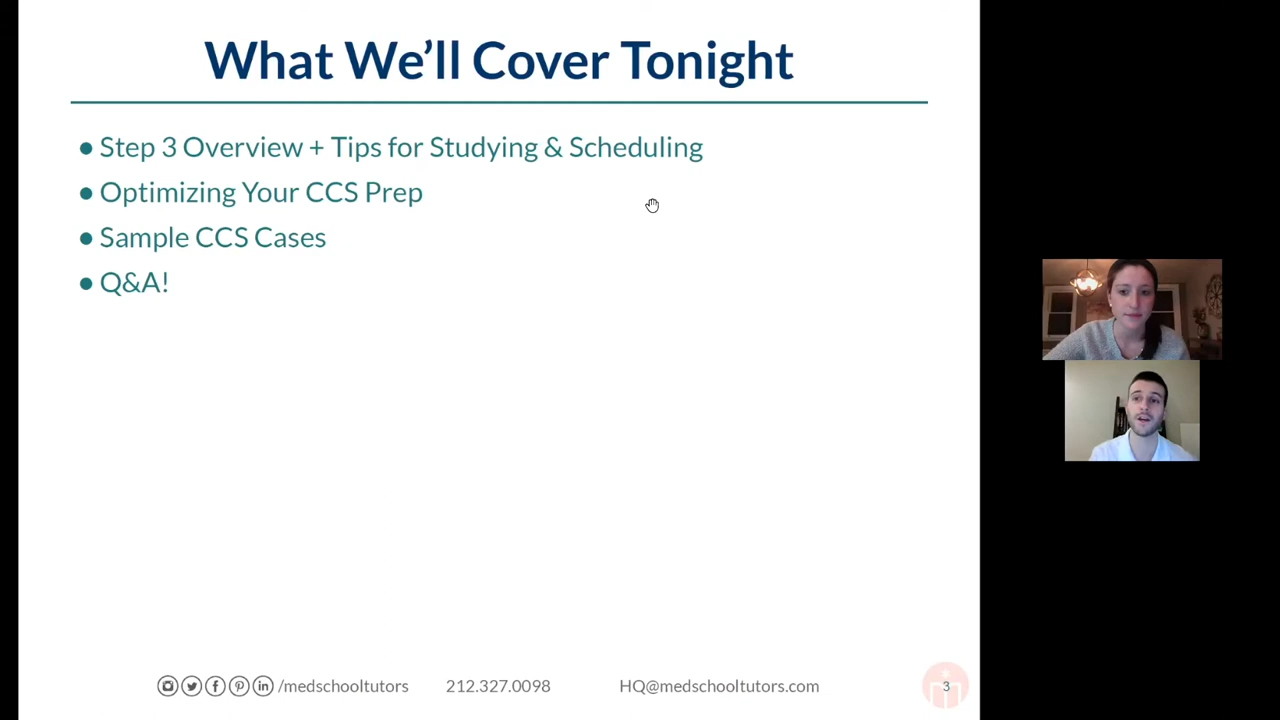 What We'll Cover Tonight
● Step 3 Overview + Tips for Studying & Scheduling
● Optimizing Your CCS Prep
● Sample CCS Cases
● Q&A!
/medschooltutors 212.327.0098 HQ@medschooltutors.com 3